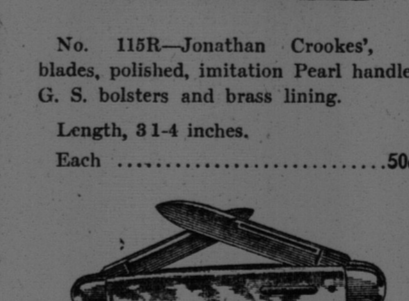 No. 115R—Jonathan Crookes',
blades, polished, imitation Pearl handle
G. S. bolsters and brass lining.
Length, 3 1-4 inches.
Each ............................50